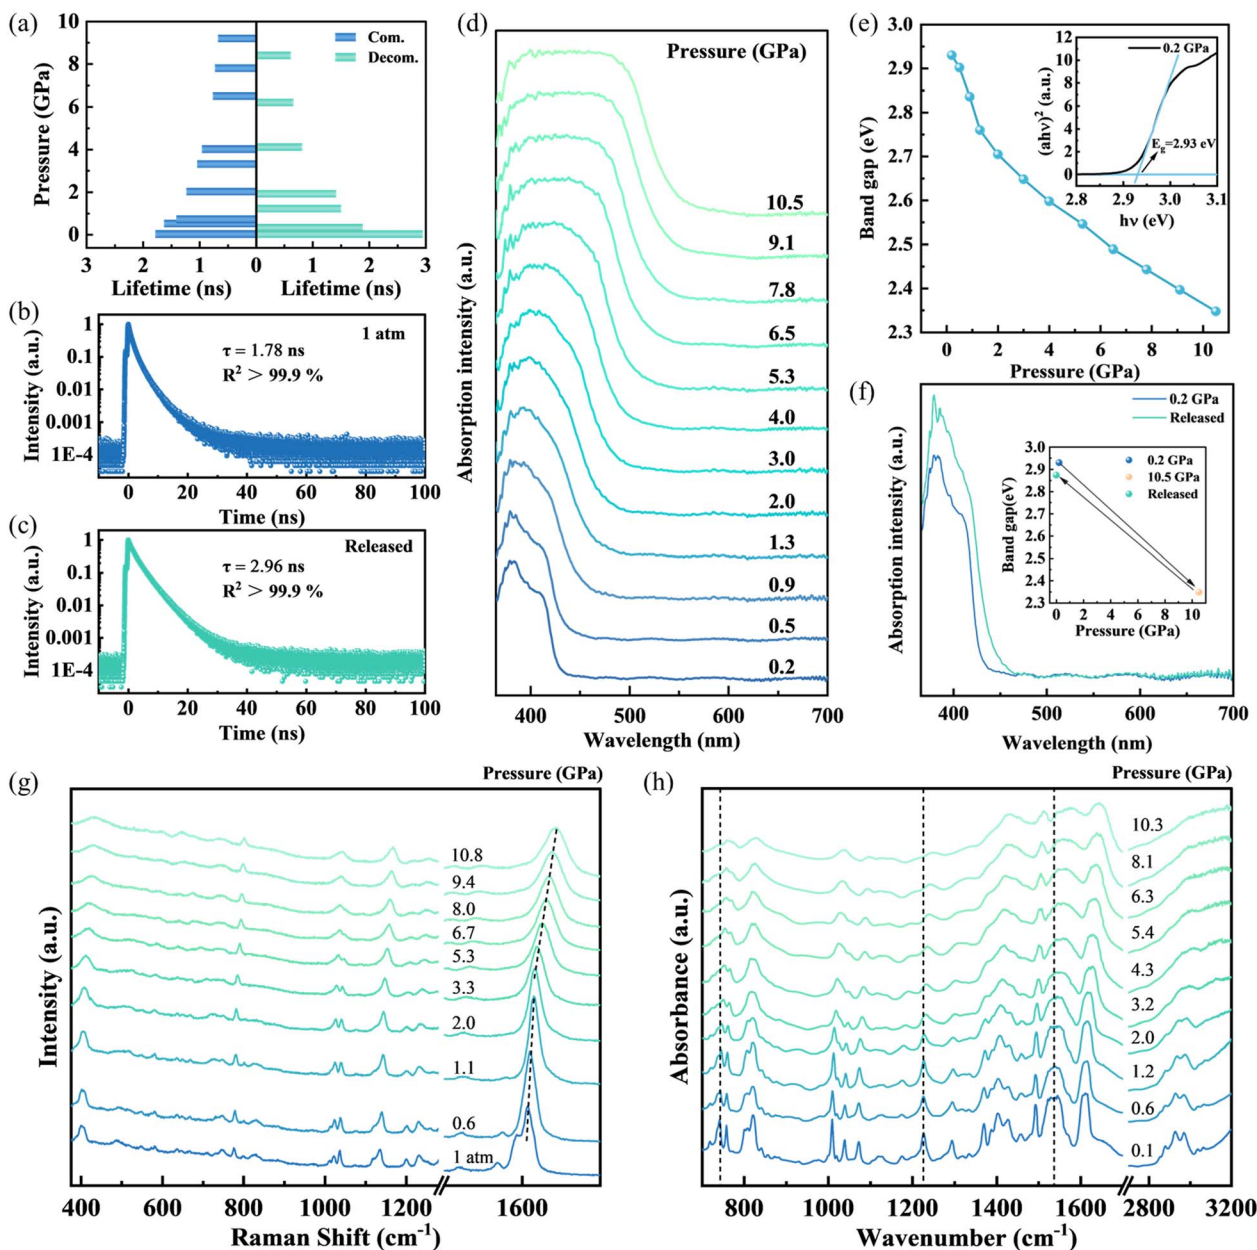 (a)
10
8
6
4
2
0
Pressure (GPa)
Com.
Decom.
3 2 1 0 1 2 3
Lifetime (ns) Lifetime (ns)
(b)
1
0.1
0.01
0.001
1E-4
Intensity (a.u.)
1 atm
τ = 1.78 ns
R² > 99.9 %
0 20 40 60 80 100
Time (ns)
(c)
1
0.1
0.01
0.001
1E-4
Intensity (a.u.)
Released
τ = 2.96 ns
R² > 99.9 %
0 20 40 60 80 100
Time (ns)
(d)
Pressure (GPa)
10.5
9.1
7.8
6.5
5.3
4.0
3.0
2.0
1.3
0.9
0.5
0.2
Absorption intensity (a.u.)
400 500 600 700
Wavelength (nm)
(e)
3.0
2.9
2.8
2.7
2.6
2.5
2.4
2.3
Band gap (eV)
0 2 4 6 8 10
Pressure (GPa)
12
10
8
6
4
2
0
(ahν)² (a.u.)
0.2 GPa
E_g=2.93 eV
2.8 2.9 3.0 3.1
hν (eV)
(f)
0.2 GPa
Released
Absorption intensity (a.u.)
3.0
2.9
2.8
2.7
2.6
2.5
2.4
2.3
Band gap(eV)
0.2 GPa
10.5 GPa
Released
0 2 4 6 8 10
Pressure (GPa)
400 500 600 700
Wavelength (nm)
(g)
Pressure (GPa)
10.8
9.4
8.0
6.7
5.3
3.3
2.0
1.1
0.6
1 atm
Intensity (a.u.)
400 600 800 1000 1200 1600
Raman Shift (cm⁻¹)
(h)
Pressure (GPa)
10.3
8.1
6.3
5.4
4.3
3.2
2.0
1.2
0.6
0.1
Absorbance (a.u.)
800 1000 1200 1400 1600 2800 3200
Wavenumber (cm⁻¹)